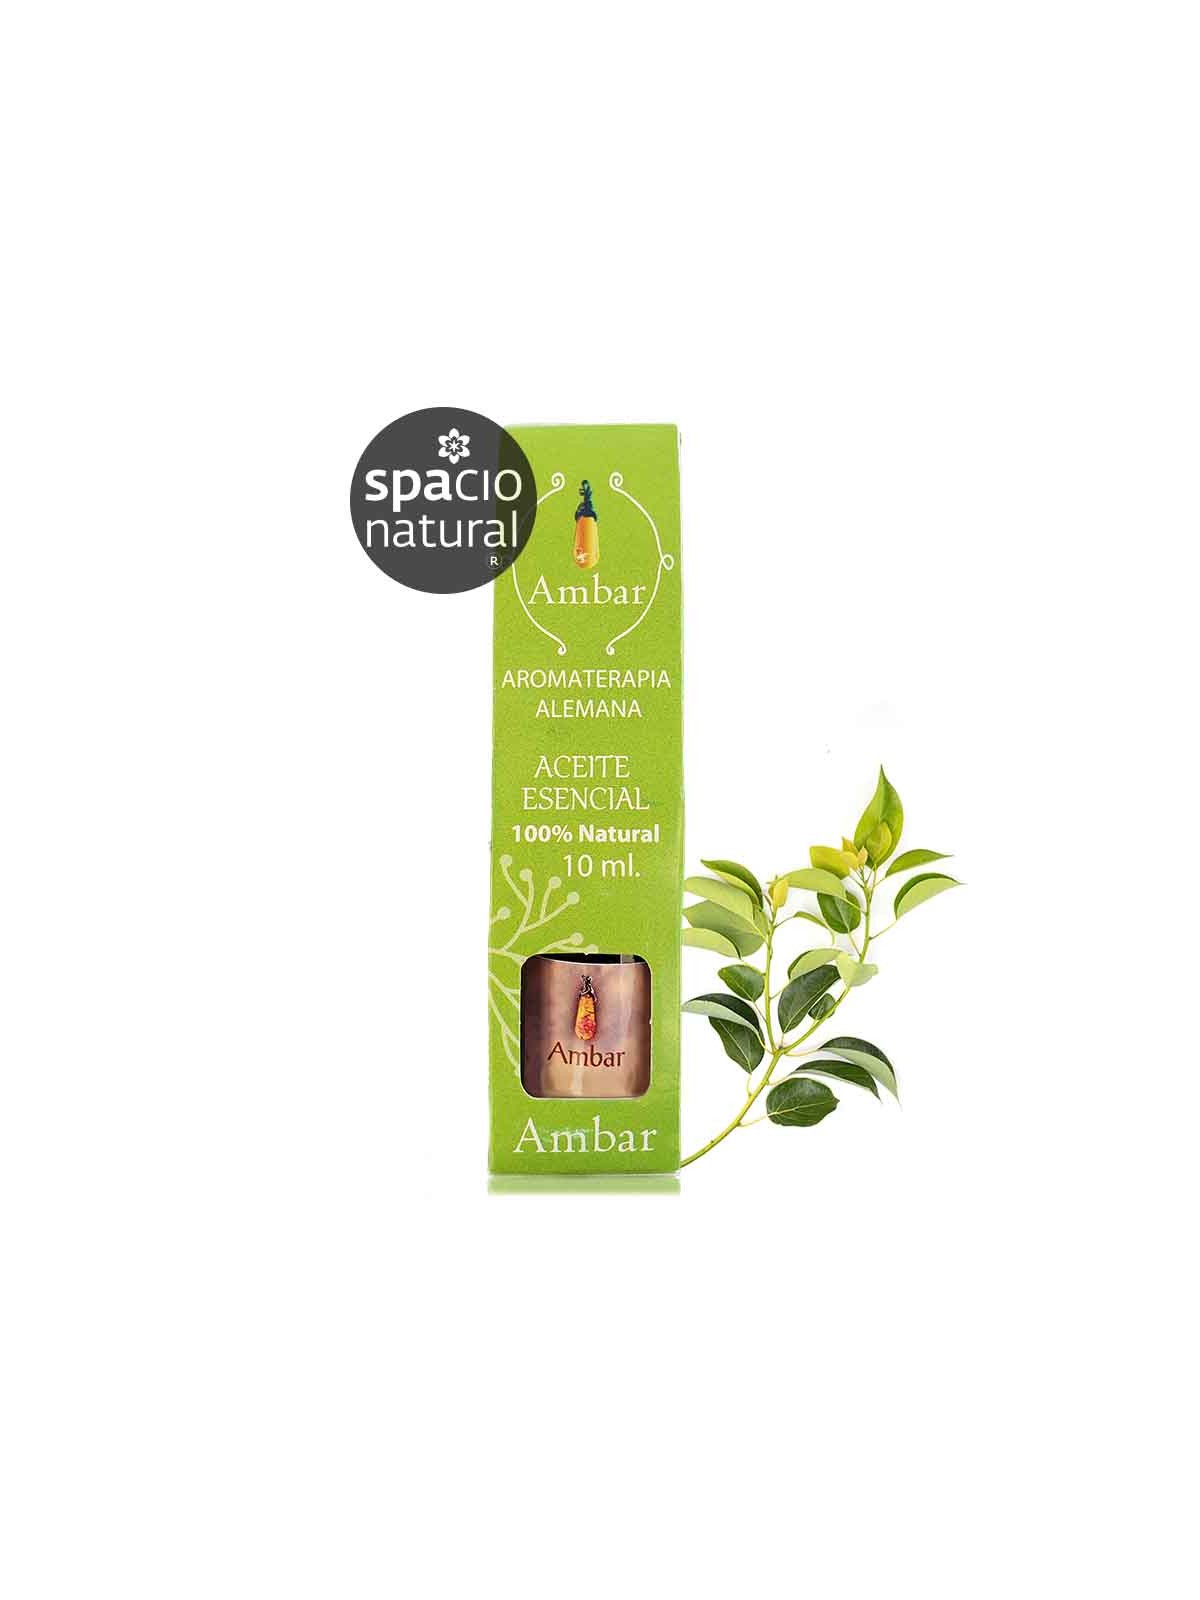 spacio
natural
®
Ambar
AROMATERAPIA
ALEMANA
ACEITE
ESENCIAL
100% Natural
10 ml.
Ambar
Ambar